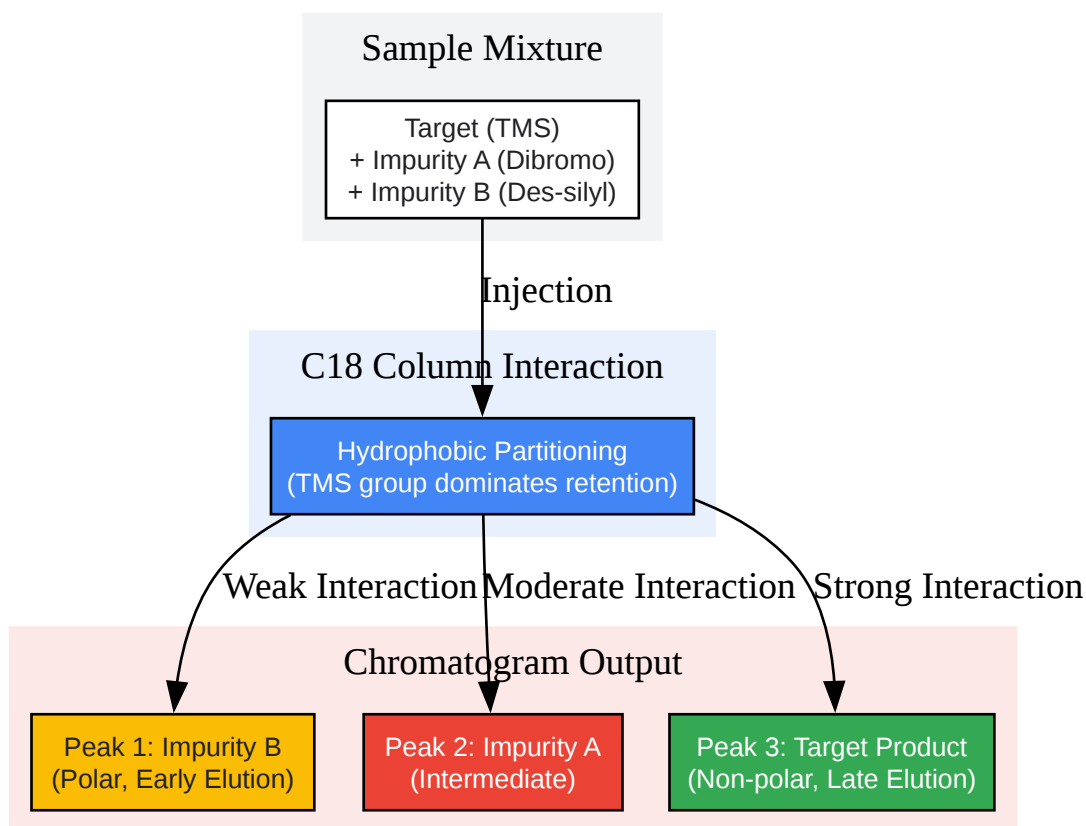 Sample Mixture
Target (TMS)
+ Impurity A (Dibromo)
+ Impurity B (Des-silyl)
Injection
C18 Column Interaction
Hydrophobic Partitioning
(TMS group dominates retention)
Weak Interaction
Moderate Interaction
Strong Interaction
Chromatogram Output
Peak 1: Impurity B
(Polar, Early Elution)
Peak 2: Impurity A
(Intermediate)
Peak 3: Target Product
(Non-polar, Late Elution)